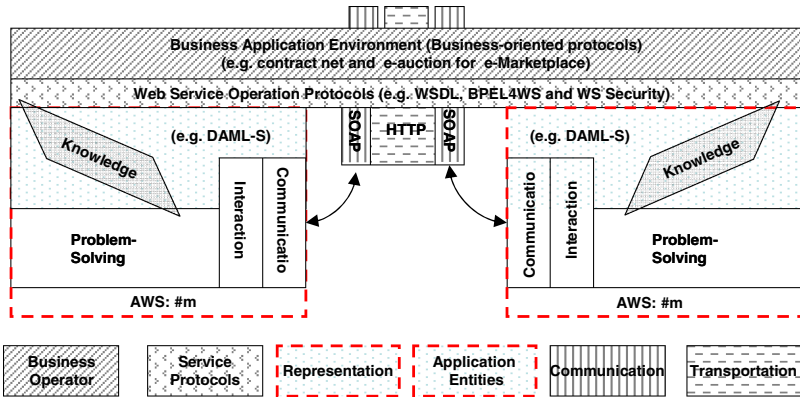 Business Application Environment (Business-oriented protocols)
(e.g. contract net and e-auction for e-Marketplace)
Web Service Operation Protocols (e.g. WSDL, BPEL4WS and WS Security)
(e.g. DAML-S)
Knowledge
Interaction
Communicatio
Problem-
Solving
AWS: #m
SOAP
HTTP
SOAP
(e.g. DAML-S)
Knowledge
Communicatio
Interaction
Problem-
Solving
AWS: #m
Business
Operator
Service
Protocols
Representation
Application
Entities
Communication
Transportation